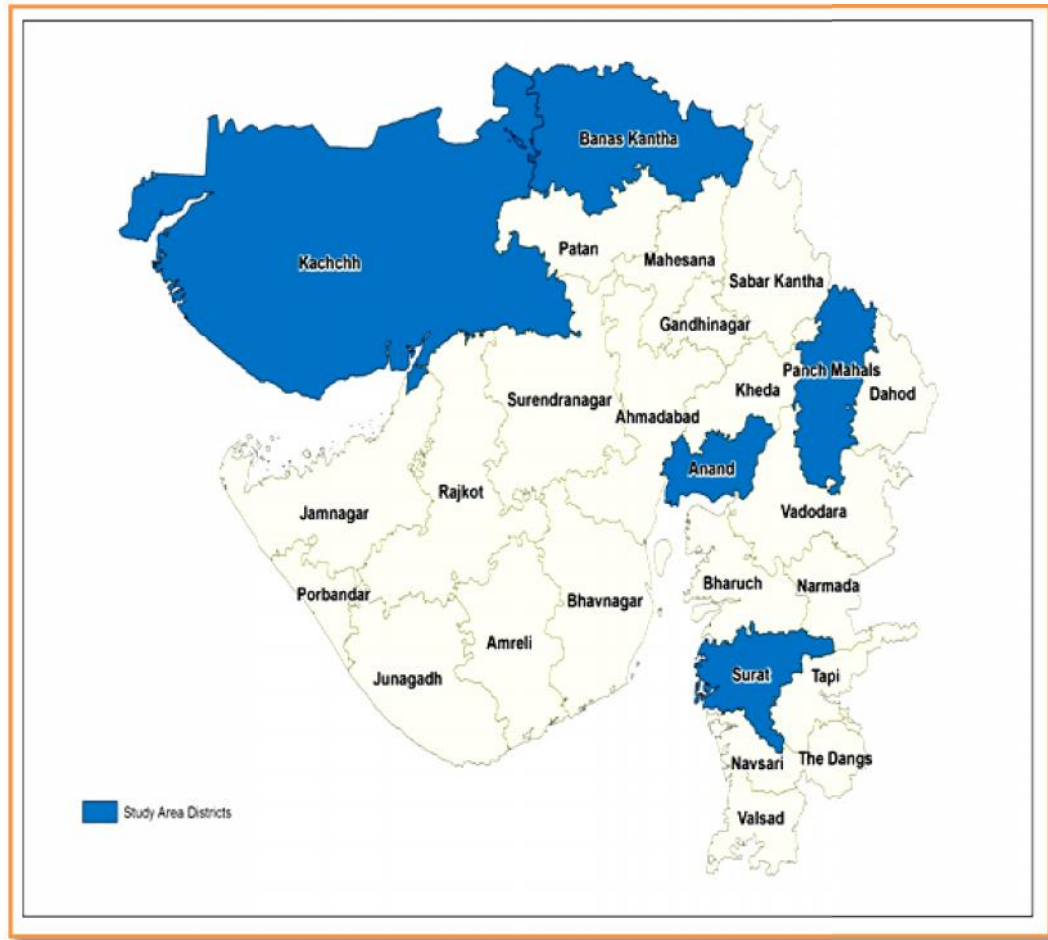 Banas Kantha
Kachchh
Patan
Mahesana
Sabar Kantha
Gandhinagar
Panch Mahals
Kheda
Dahod
Surendranagar
Ahmadabad
Anand
Rajkot
Jamnagar
Vadodara
Bharuch
Narmada
Porbandar
Bhavnagar
Amreli
Junagadh
Surat
Tapi
Navsari
The Dangs
Study Area Districts
Valsad